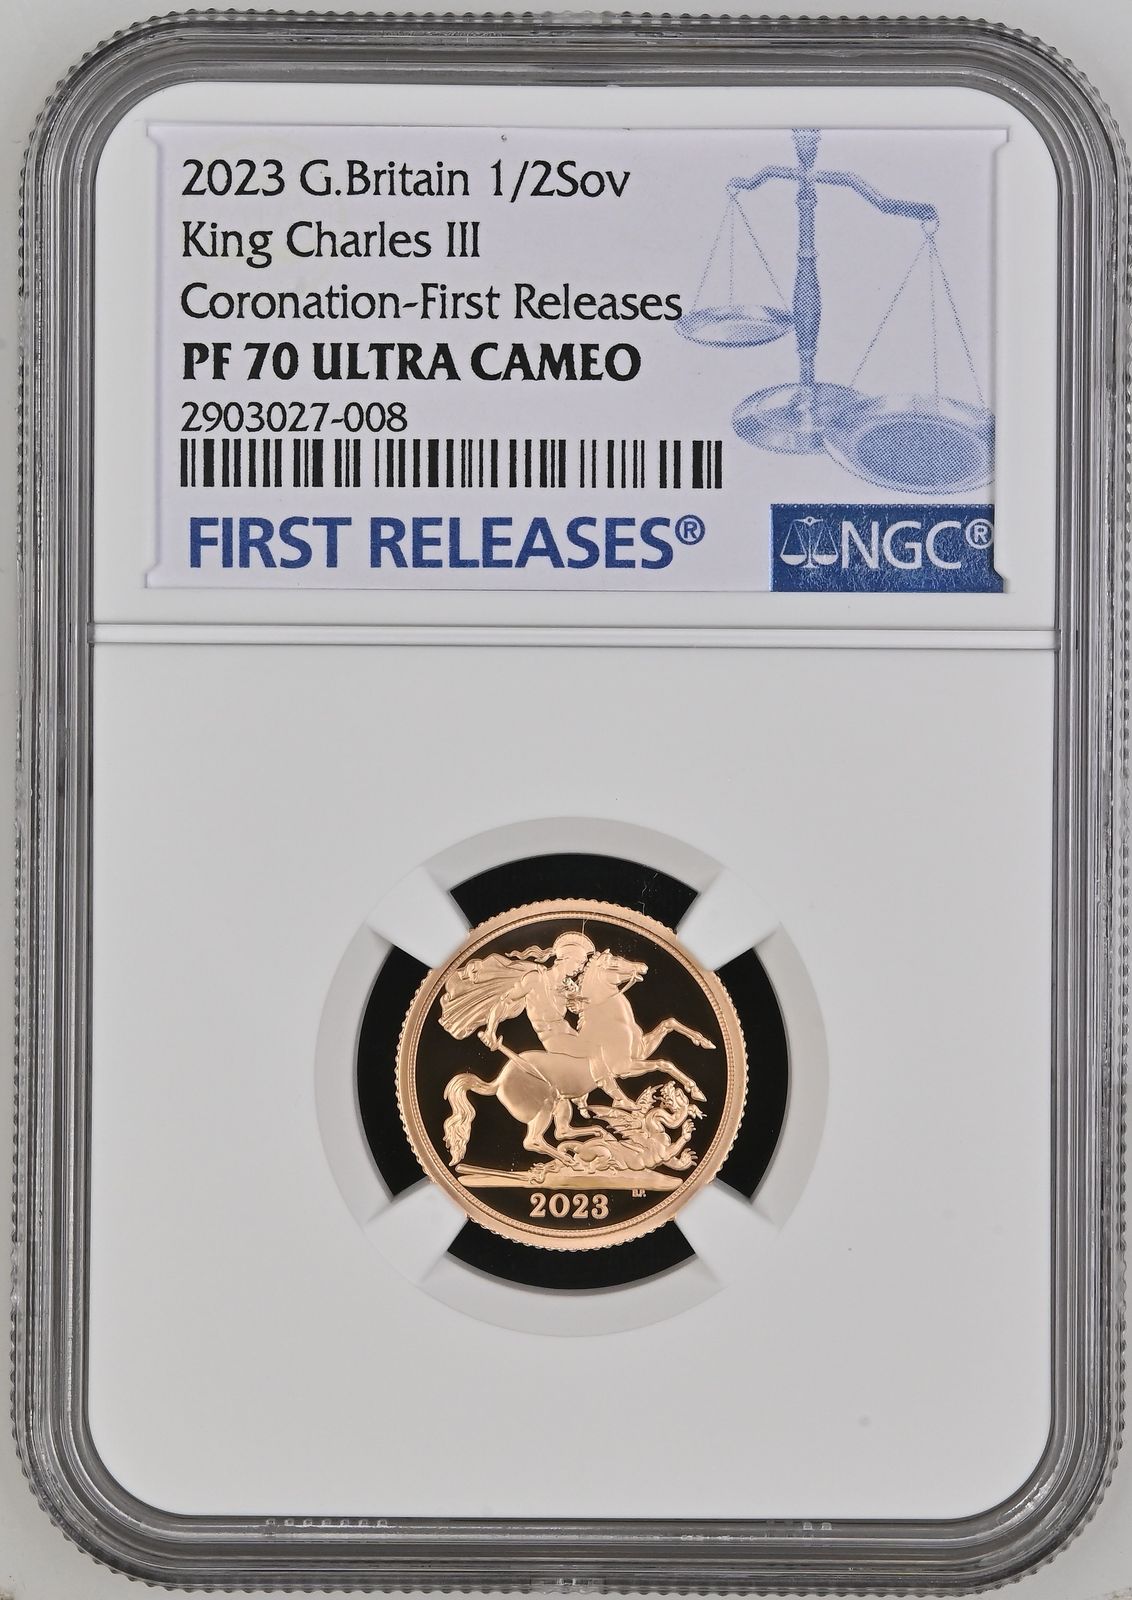 2023 G.Britain 1/2Sov
King Charles III
Coronation-First Releases
PF 70 ULTRA CAMEO
2903027-008
FIRST RELEASES®
NGC®
2023
B.P.